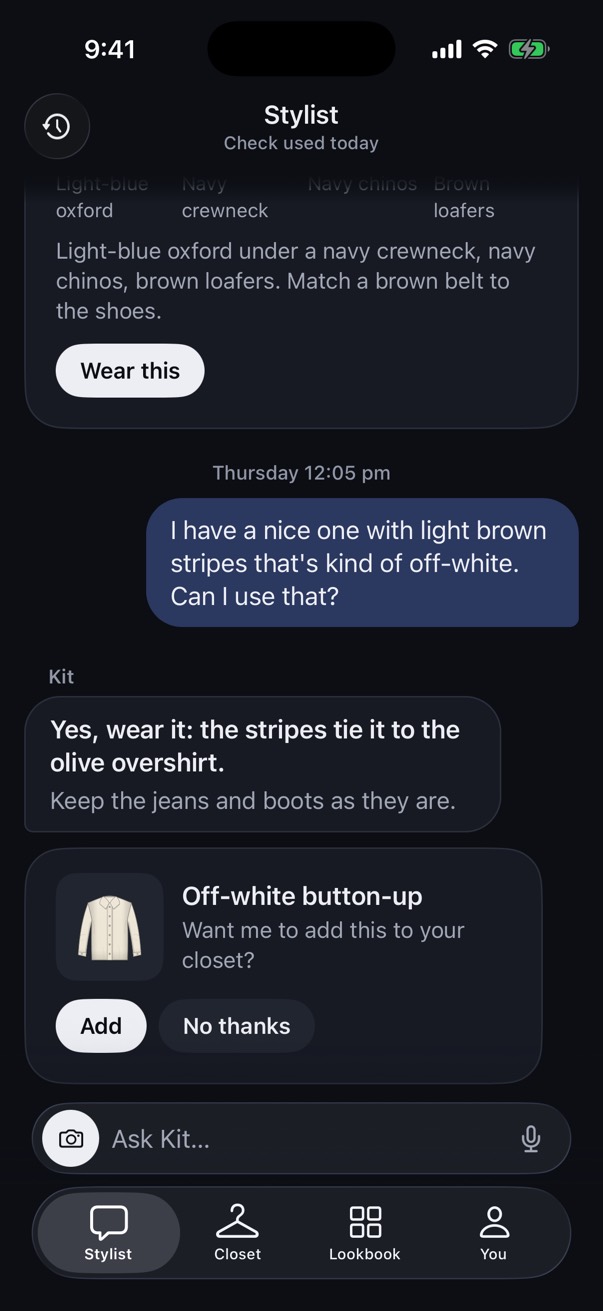 9:41
Stylist
Check used today
Light-blue Navy Navy chinos Brown
oxford crewneck loafers
Light-blue oxford under a navy crewneck, navy
chinos, brown loafers. Match a brown belt to
the shoes.
Wear this
Thursday 12:05 pm
I have a nice one with light brown
stripes that's kind of off-white.
Can I use that?
Kit
Yes, wear it: the stripes tie it to the
olive overshirt.
Keep the jeans and boots as they are.
Off-white button-up
Want me to add this to your
closet?
Add No thanks
Ask Kit...
Stylist Closet Lookbook You